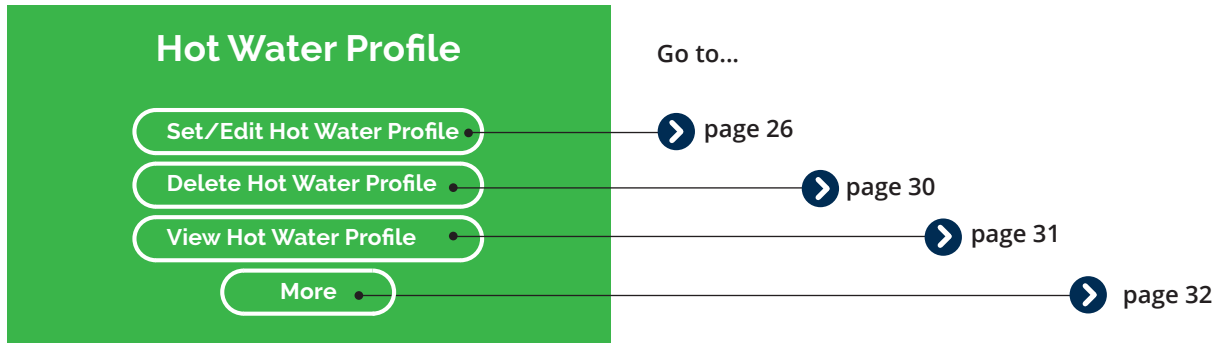 Hot Water Profile
Go to...
Set/Edit Hot Water Profile
page 26
Delete Hot Water Profile
page 30
View Hot Water Profile
page 31
More
page 32